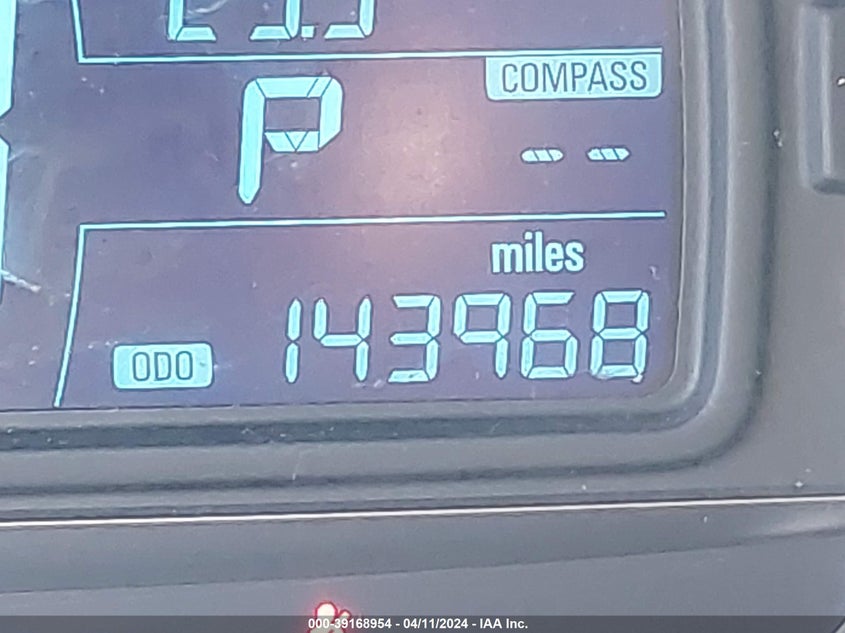 P
COMPASS
-- --
miles
ODO 143968
000-39168954 - 04/11/2024 - IAA Inc.